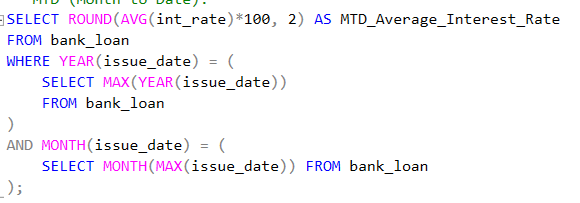 MTD (Month to Date):
SELECT ROUND(AVG(int_rate)*100, 2) AS MTD_Average_Interest_Rate
FROM bank_loan
WHERE YEAR(issue_date) = (
    SELECT MAX(YEAR(issue_date))
    FROM bank_loan
)
AND MONTH(issue_date) = (
    SELECT MONTH(MAX(issue_date)) FROM bank_loan
);